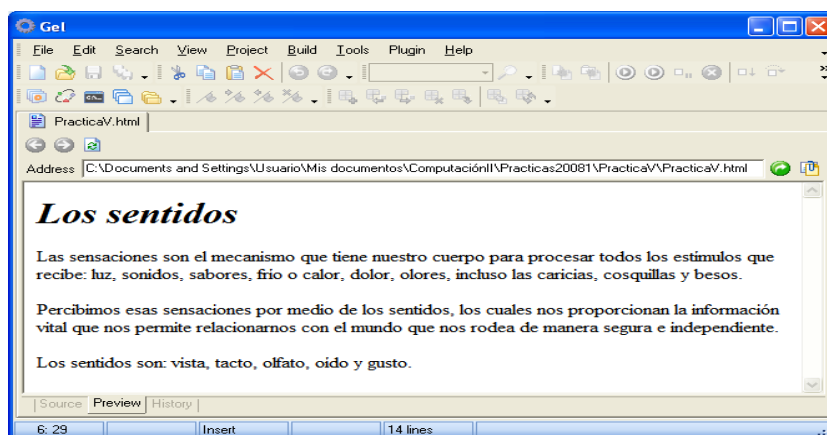 Gel
File Edit Search View Project Build Tools Plugin Help
PracticaV.html
Address C:\Documents and Settings\Usuario\Mis documentos\ComputaciónII\Practicas20081\PracticaV\PracticaV.html
Los sentidos
Las sensaciones son el mecanismo que tiene nuestro cuerpo para procesar todos los estímulos que
recibe: luz, sonidos, sabores, frio o calor, dolor, olores, incluso las caricias, cosquillas y besos.
Percibimos esas sensaciones por medio de los sentidos, los cuales nos proporcionan la información
vital que nos permite relacionarnos con el mundo que nos rodea de manera segura e independiente.
Los sentidos son: vista, tacto, olfato, oído y gusto.
Source Preview History
6: 29 Insert 14 lines